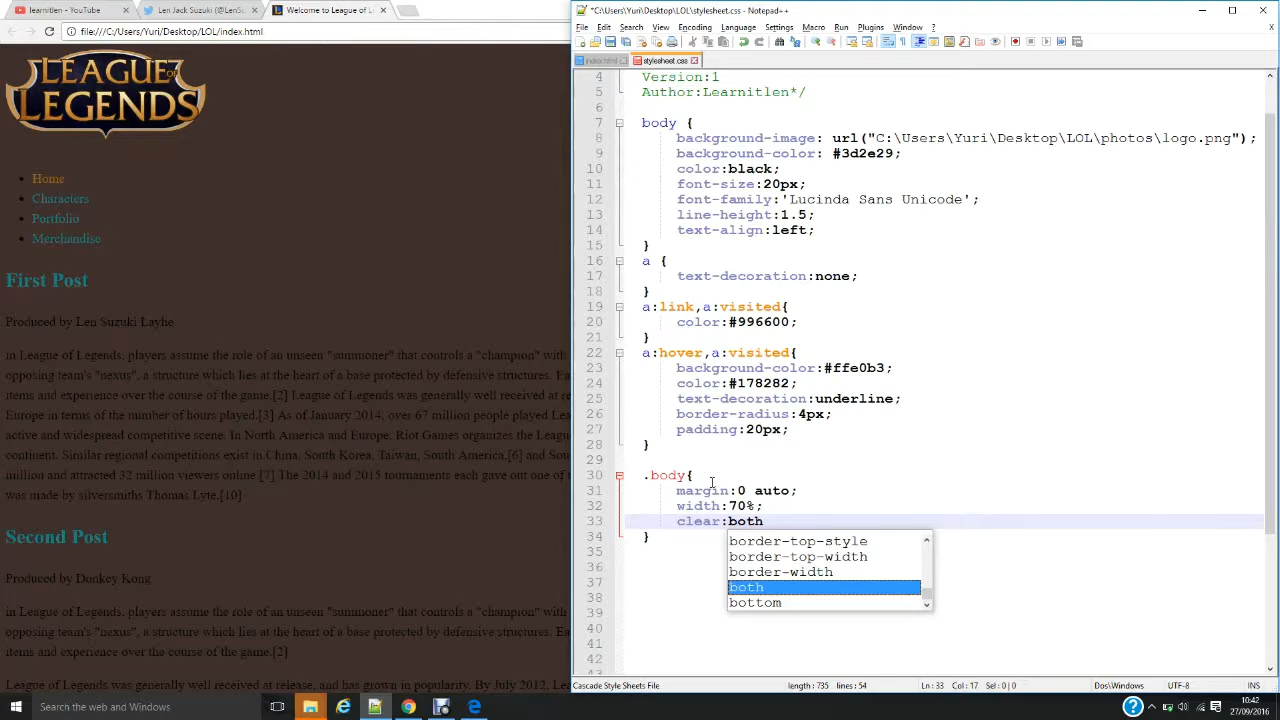 learnitlen - YouTube
Len Jack Suzuki (@LenSu
Welcome to League of L
file:///C:/Users/Yuri/Desktop/LOL/index.html
LEAGUE
OF
LEGENDS
Home
Characters
Portfolio
Merchandise
First Post
Produced by Len Suzuki Layhe
in League of Legends, players assume the role of an unseen "summoner" that controls a "champion" with
opposing team's "nexus", a structure which lies at the heart of a base protected by defensive structures. Ea
items and experience over the course of the game.[2] League of Legends was generally well received at re
Empire in terms of the number of hours played.[3] As of January 2014, over 67 million people played Leag
active and widespread competitive scene. In North America and Europe, Riot Games organizes the Leagu
continent. Similar regional competitions exist in China, South Korea, Taiwan, South America,[6] and Sou
million and attracted 32 million viewers online.[7] The 2014 and 2015 tournaments each gave out one of t
was made by silversmiths Thomas Lyte.[10]
Second Post
Produced by Donkey Kong
in League of Legends, players assume the role of an unseen "summoner" that controls a "champion" with
opposing team's "nexus", a structure which lies at the heart of a base protected by defensive structures. Ea
items and experience over the course of the game.[2]
League of Legends was generally well received at release, and has grown in popularity. By July 2012, Lea
*C:\Users\Yuri\Desktop\LOL\stylesheet.css - Notepad++
File Edit Search View Encoding Language Settings Macro Run Plugins Window ?
index.html
stylesheet.css
4 Version:1
5 Author:Learnitlen*/
6
7 body {
8 background-image: url("C:\Users\Yuri\Desktop\LOL\photos\logo.png");
9 background-color: #3d2e29;
10 color:black;
11 font-size:20px;
12 font-family:'Lucinda Sans Unicode';
13 line-height:1.5;
14 text-align:left;
15 }
16 a {
17 text-decoration:none;
18 }
19 a:link,a:visited{
20 color:#996600;
21 }
22 a:hover,a:visited{
23 background-color:#ffe0b3;
24 color:#178282;
25 text-decoration:underline;
26 border-radius:4px;
27 padding:20px;
28 }
29
30 .body{
31 margin:0 auto;
32 width:70%;
33 clear:both
34 }
35
36
37
38
39
40
41
42
border-top-style
border-top-width
border-width
both
bottom
Cascade Style Sheets File length : 735 lines : 54 Ln : 33 Col : 17 Sel : 0 | 0 Dos\Windows UTF-8 INS
Search the web and Windows
10:42
27/09/2016